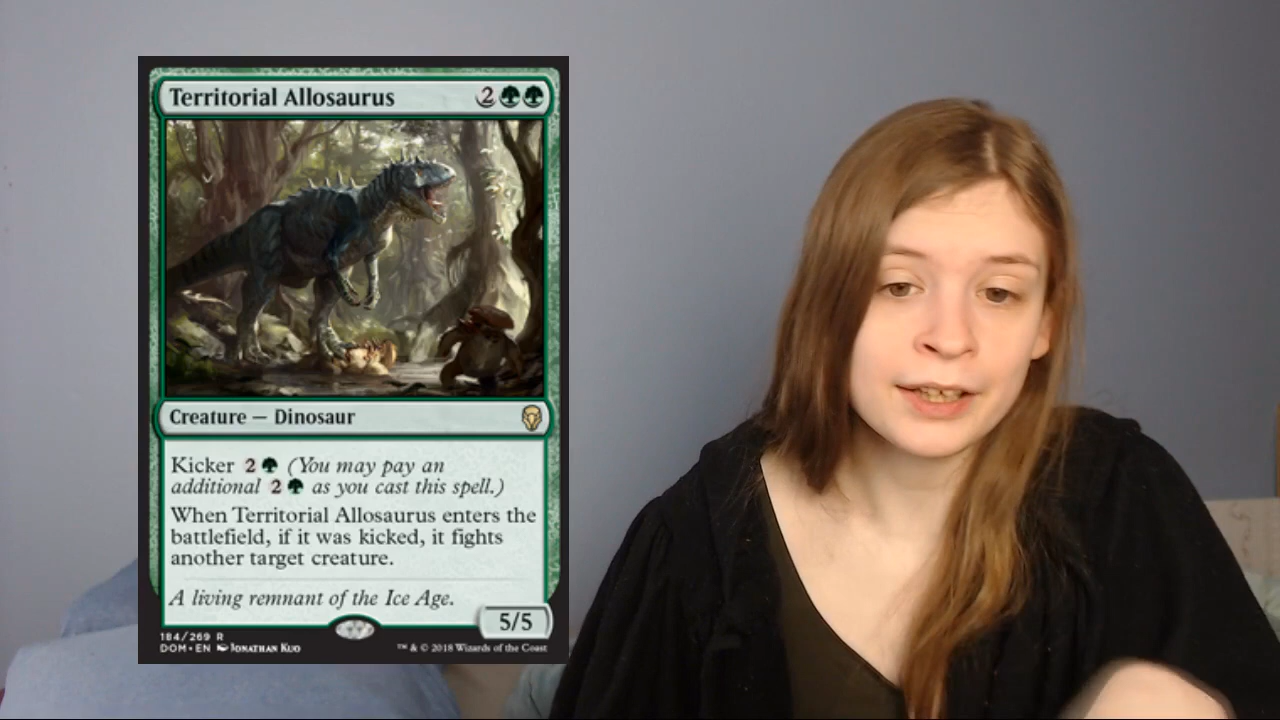 Territorial Allosaurus 2
Creature — Dinosaur
Kicker 2 (You may pay an
additional 2 as you cast this spell.)
When Territorial Allosaurus enters the
battlefield, if it was kicked, it fights
another target creature.
A living remnant of the Ice Age.
5/5
184/269 R
DOM • EN Jonathan Kuo
™ & © 2018 Wizards of the Coast